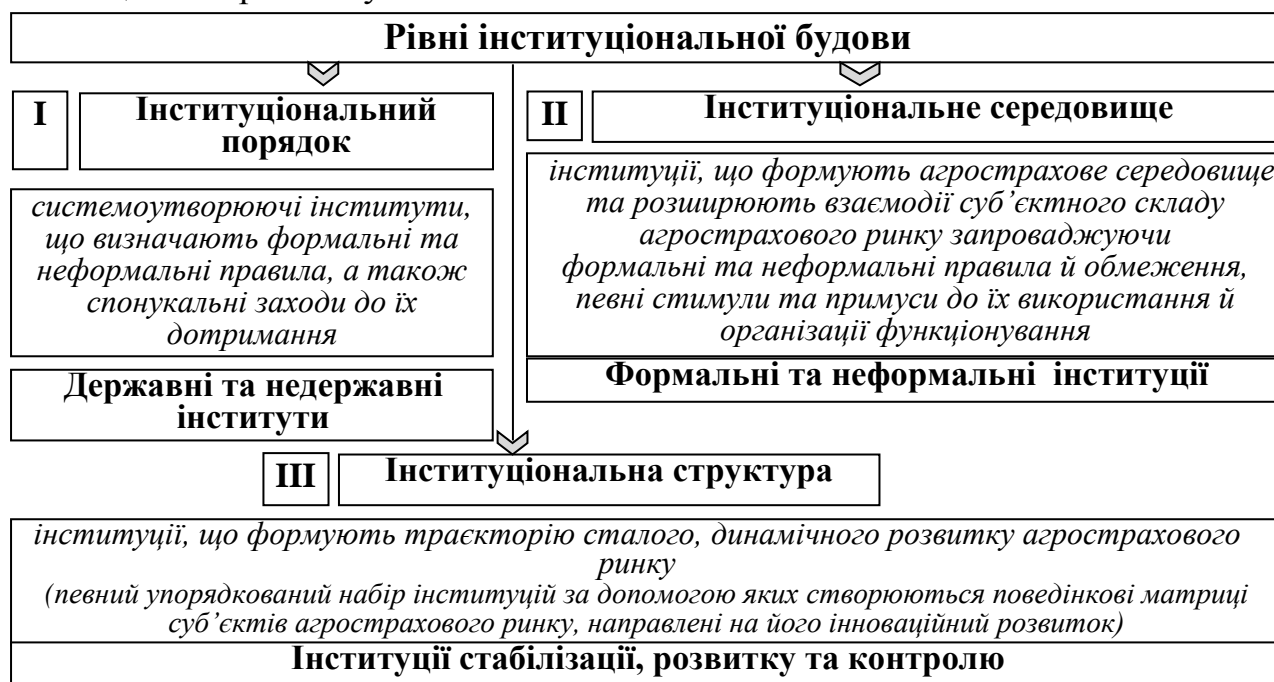 Рівні інституціональної будови
I
Інституціональний
порядок
системоутворюючі інститути,
що визначають формальні та
неформальні правила, а також
спонукальні заходи до їх
дотримання
Державні та недержавні
інститути
II
Інституціональне середовище
інституції, що формують агрострахове середовище
та розширюють взаємодії суб’єктного складу
агрострахового ринку запроваджуючи
формальні та неформальні правила й обмеження,
певні стимули та примуси до їх використання й
організації функціонування
Формальні та неформальні інституції
III
Інституціональна структура
інституції, що формують траєкторію сталого, динамічного розвитку агрострахового
ринку
(певний упорядкований набір інституцій за допомогою яких створюються поведінкові матриці
суб’єктів агрострахового ринку, направлені на його інноваційний розвиток)
Інституції стабілізації, розвитку та контролю